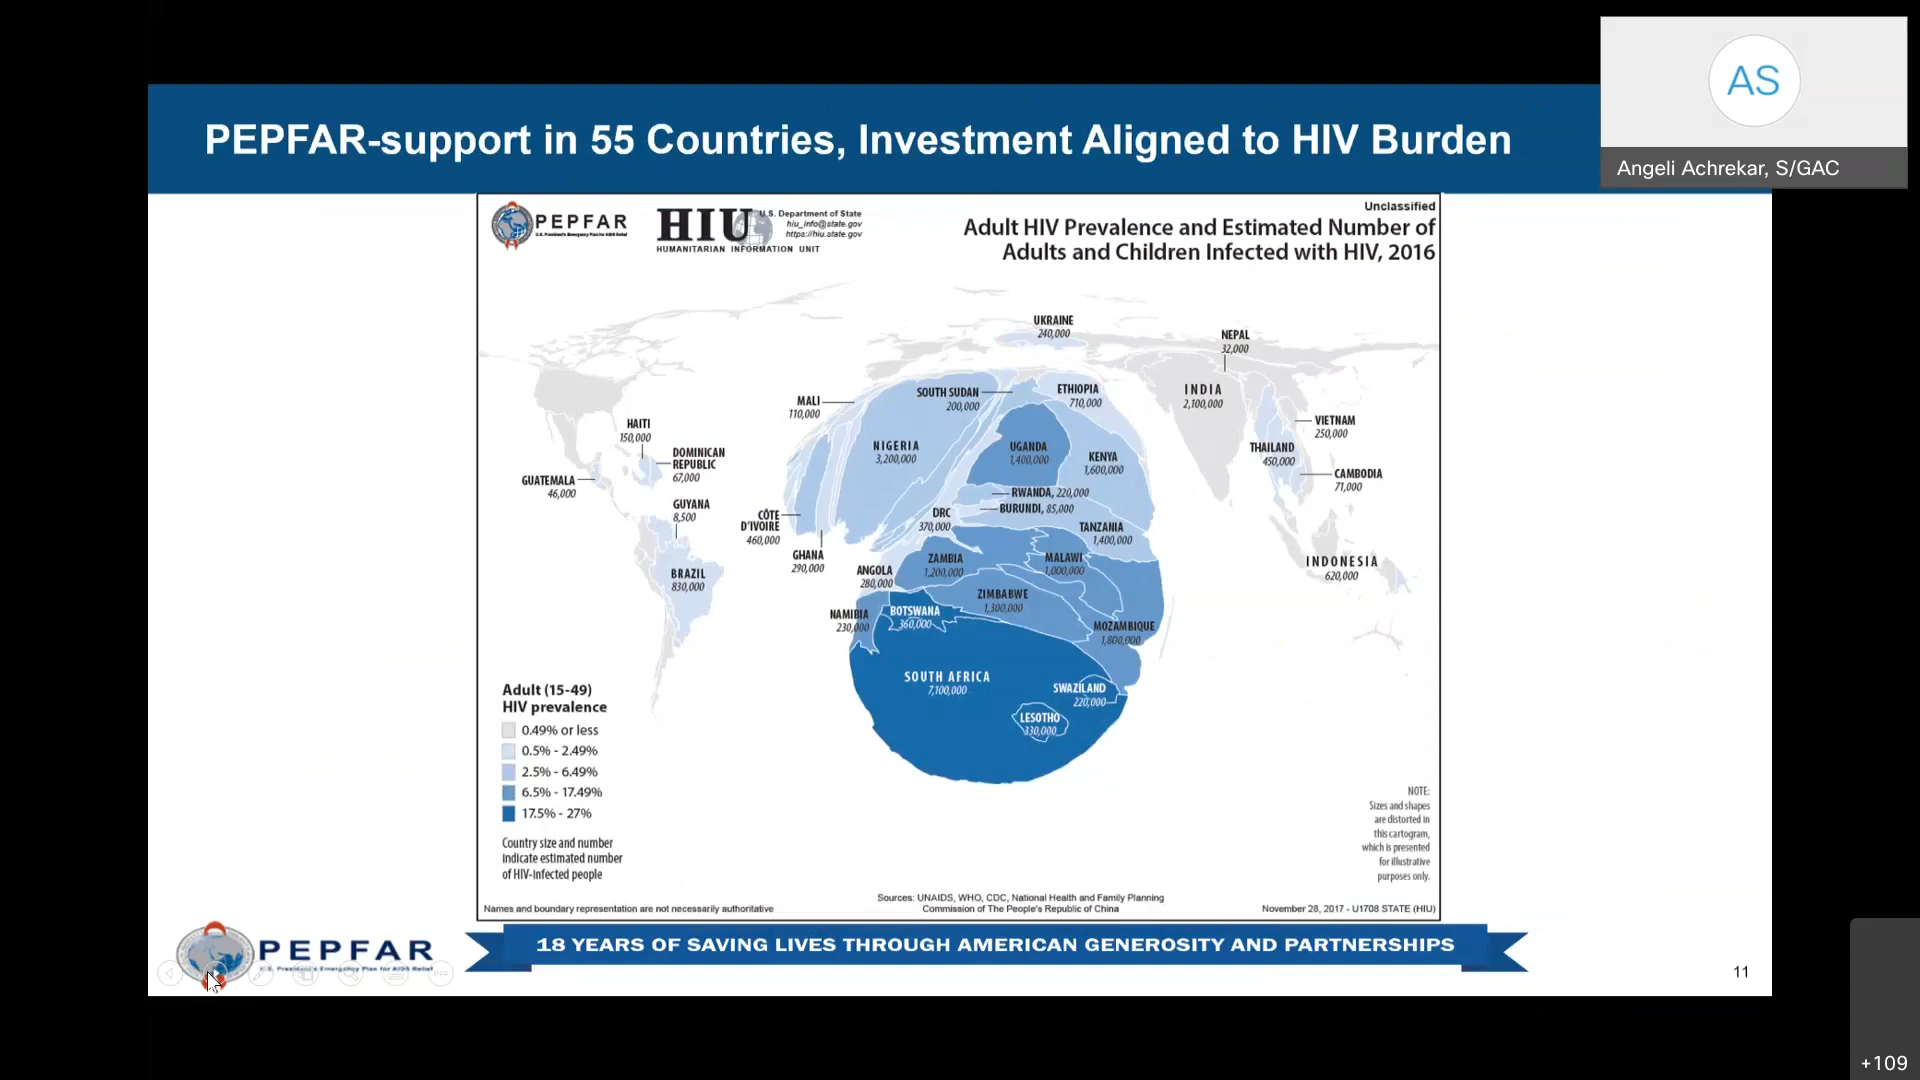 AS
Angeli Achrekar, S/GAC
PEPFAR-support in 55 Countries, Investment Aligned to HIV Burden
PEPFAR
U.S. President's Emergency Plan for AIDS Relief
HIU
U.S. Department of State
hiu_info@state.gov
https://hiu.state.gov
HUMANITARIAN INFORMATION UNIT
Unclassified
Adult HIV Prevalence and Estimated Number of
Adults and Children Infected with HIV, 2016
UKRAINE
240,000
NEPAL
32,000
MALI
110,000
SOUTH SUDAN
200,000
ETHIOPIA
710,000
INDIA
2,100,000
HAITI
150,000
DOMINICAN
REPUBLIC
67,000
NIGERIA
3,200,000
UGANDA
1,400,000
KENYA
1,600,000
VIETNAM
250,000
THAILAND
450,000
CAMBODIA
71,000
GUATEMALA
46,000
GUYANA
8,500
RWANDA, 220,000
BURUNDI, 85,000
CÔTE
D'IVOIRE
460,000
DRC
370,000
TANZANIA
1,400,000
GHANA
290,000
ANGOLA
280,000
ZAMBIA
1,200,000
MALAWI
1,000,000
INDONESIA
620,000
BRAZIL
830,000
NAMIBIA
230,000
BOTSWANA
360,000
ZIMBABWE
1,300,000
MOZAMBIQUE
1,800,000
SOUTH AFRICA
7,100,000
SWAZILAND
220,000
LESOTHO
330,000
Adult (15-49)
HIV prevalence
0.49% or less
0.5% - 2.49%
2.5% - 6.49%
6.5% - 17.49%
17.5% - 27%
Country size and number
indicate estimated number
of HIV-infected people
NOTE:
Sizes and shapes
are distorted in
this cartogram,
which is presented
for illustrative
purposes only.
Names and boundary representation are not necessarily authoritative
Sources: UNAIDS, WHO, CDC, National Health and Family Planning
Commission of The People's Republic of China
November 28, 2017 - U1708 STATE (HIU)
PEPFAR
U.S. President's Emergency Plan for AIDS Relief
18 YEARS OF SAVING LIVES THROUGH AMERICAN GENEROSITY AND PARTNERSHIPS
11
+109